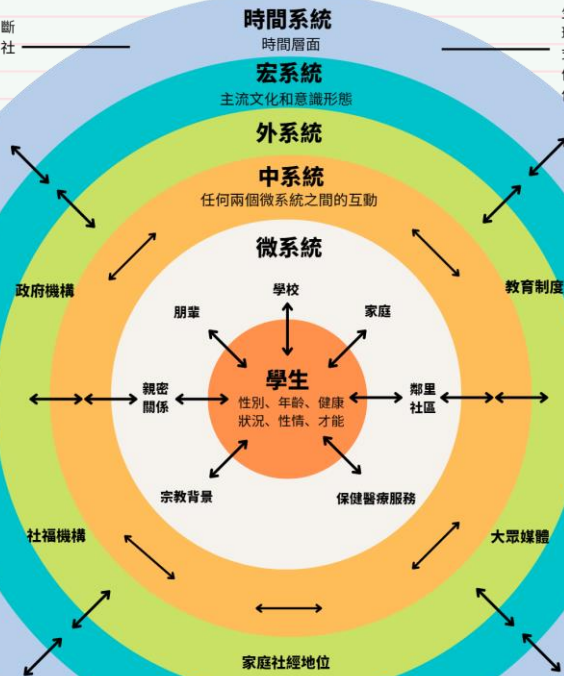 時間系統
斷
社
時間層面
宏系統
主流文化和意識形態
外系統
中系統
任何兩個微系統之間的互動
微系統
政府機構
教育制度
學校
朋輩
家庭
學生
性別、年齡、健康
狀況、性情、才能
親密
關係
鄰里
社區
宗教背景
保健醫療服務
社福機構
大眾媒體
家庭社經地位